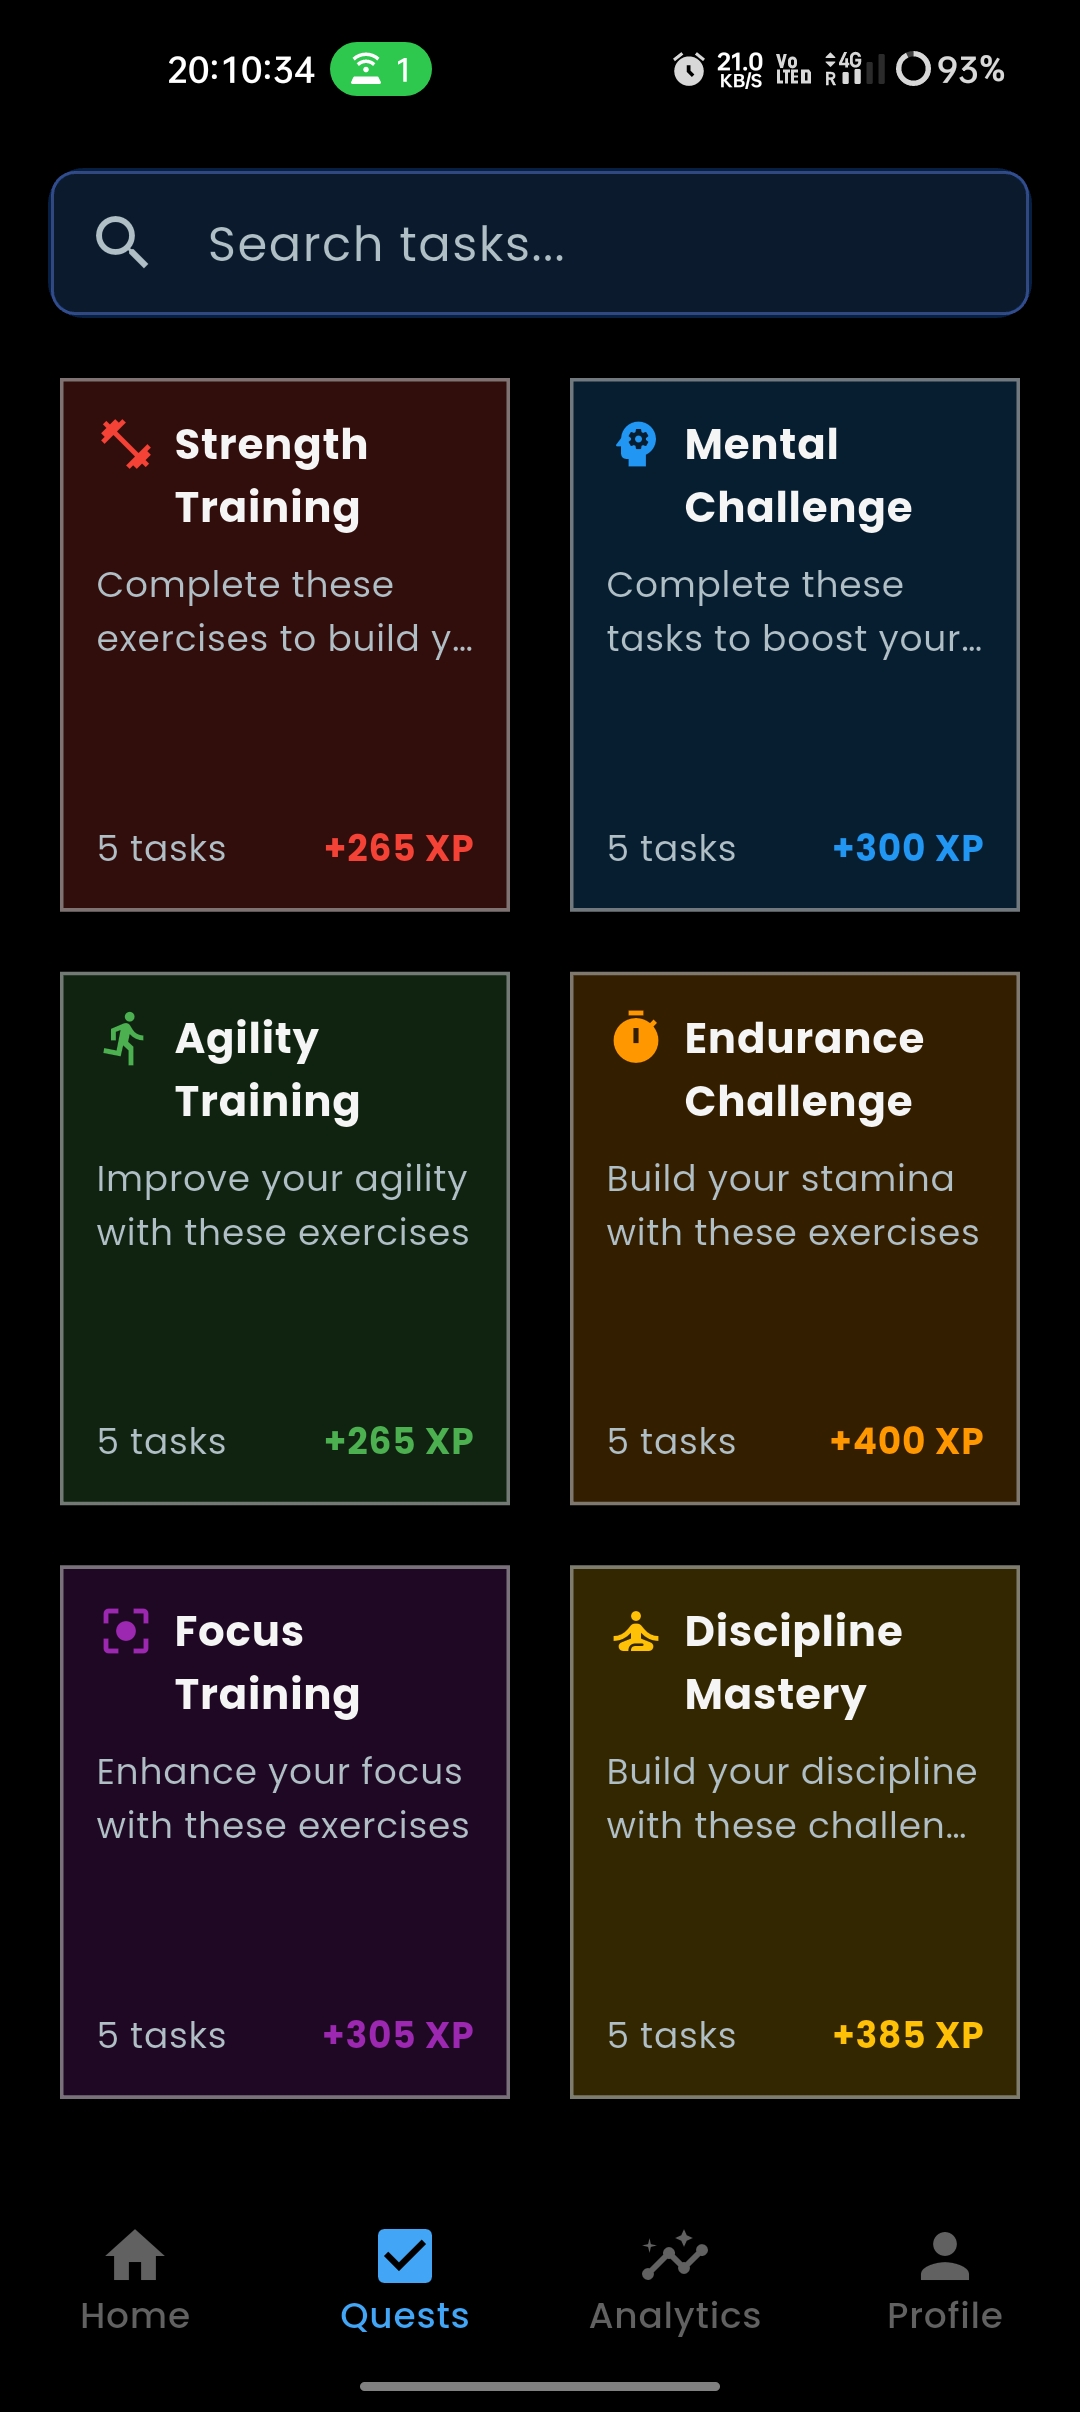 20:10:34 1 21.0 KB/S Vo LTE 4G R 93%
Search tasks...
Strength
Training
Complete these
exercises to build y...
5 tasks +265 XP
Mental
Challenge
Complete these
tasks to boost your...
5 tasks +300 XP
Agility
Training
Improve your agility
with these exercises
5 tasks +265 XP
Endurance
Challenge
Build your stamina
with these exercises
5 tasks +400 XP
Focus
Training
Enhance your focus
with these exercises
5 tasks +305 XP
Discipline
Mastery
Build your discipline
with these challen...
5 tasks +385 XP
Home Quests Analytics Profile